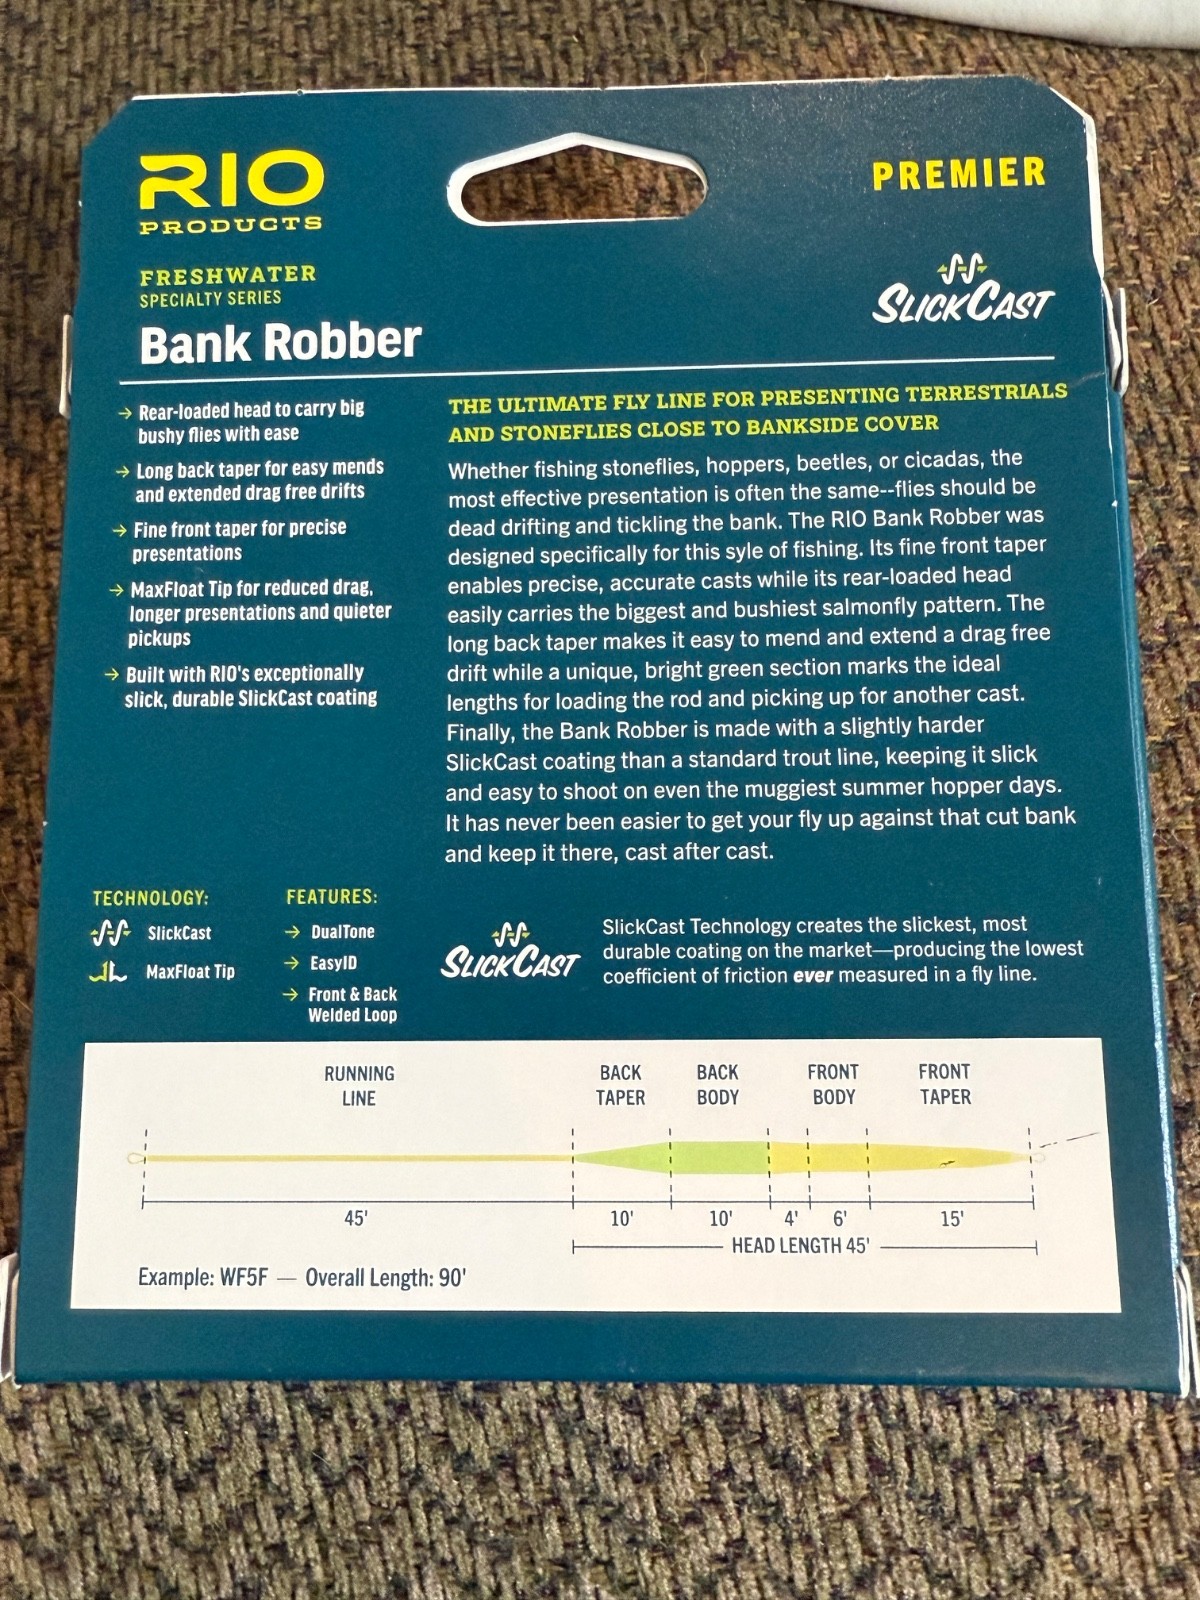 RIO
PRODUCTS
PREMIER
FRESHWATER
SPECIALTY SERIES
Bank Robber
SLICKCAST
→ Rear-loaded head to carry big
bushy flies with ease
→ Long back taper for easy mends
and extended drag free drifts
→ Fine front taper for precise
presentations
→ MaxFloat Tip for reduced drag,
longer presentations and quieter
pickups
→ Built with RIO's exceptionally
slick, durable SlickCast coating
THE ULTIMATE FLY LINE FOR PRESENTING TERRESTRIALS
AND STONEFLIES CLOSE TO BANKSIDE COVER
Whether fishing stoneflies, hoppers, beetles, or cicadas, the
most effective presentation is often the same--flies should be
dead drifting and tickling the bank. The RIO Bank Robber was
designed specifically for this syle of fishing. Its fine front taper
enables precise, accurate casts while its rear-loaded head
easily carries the biggest and bushiest salmonfly pattern. The
long back taper makes it easy to mend and extend a drag free
drift while a unique, bright green section marks the ideal
lengths for loading the rod and picking up for another cast.
Finally, the Bank Robber is made with a slightly harder
SlickCast coating than a standard trout line, keeping it slick
and easy to shoot on even the muggiest summer hopper days.
It has never been easier to get your fly up against that cut bank
and keep it there, cast after cast.
TECHNOLOGY:
SlickCast
MaxFloat Tip
FEATURES:
→ DualTone
→ EasyID
→ Front & Back
Welded Loop
SLICKCAST
SlickCast Technology creates the slickest, most
durable coating on the market—producing the lowest
coefficient of friction ever measured in a fly line.
RUNNING
LINE
BACK
TAPER
BACK
BODY
FRONT
BODY
FRONT
TAPER
45' 10' 10' 4' 6' 15'
HEAD LENGTH 45'
Example: WF5F — Overall Length: 90'